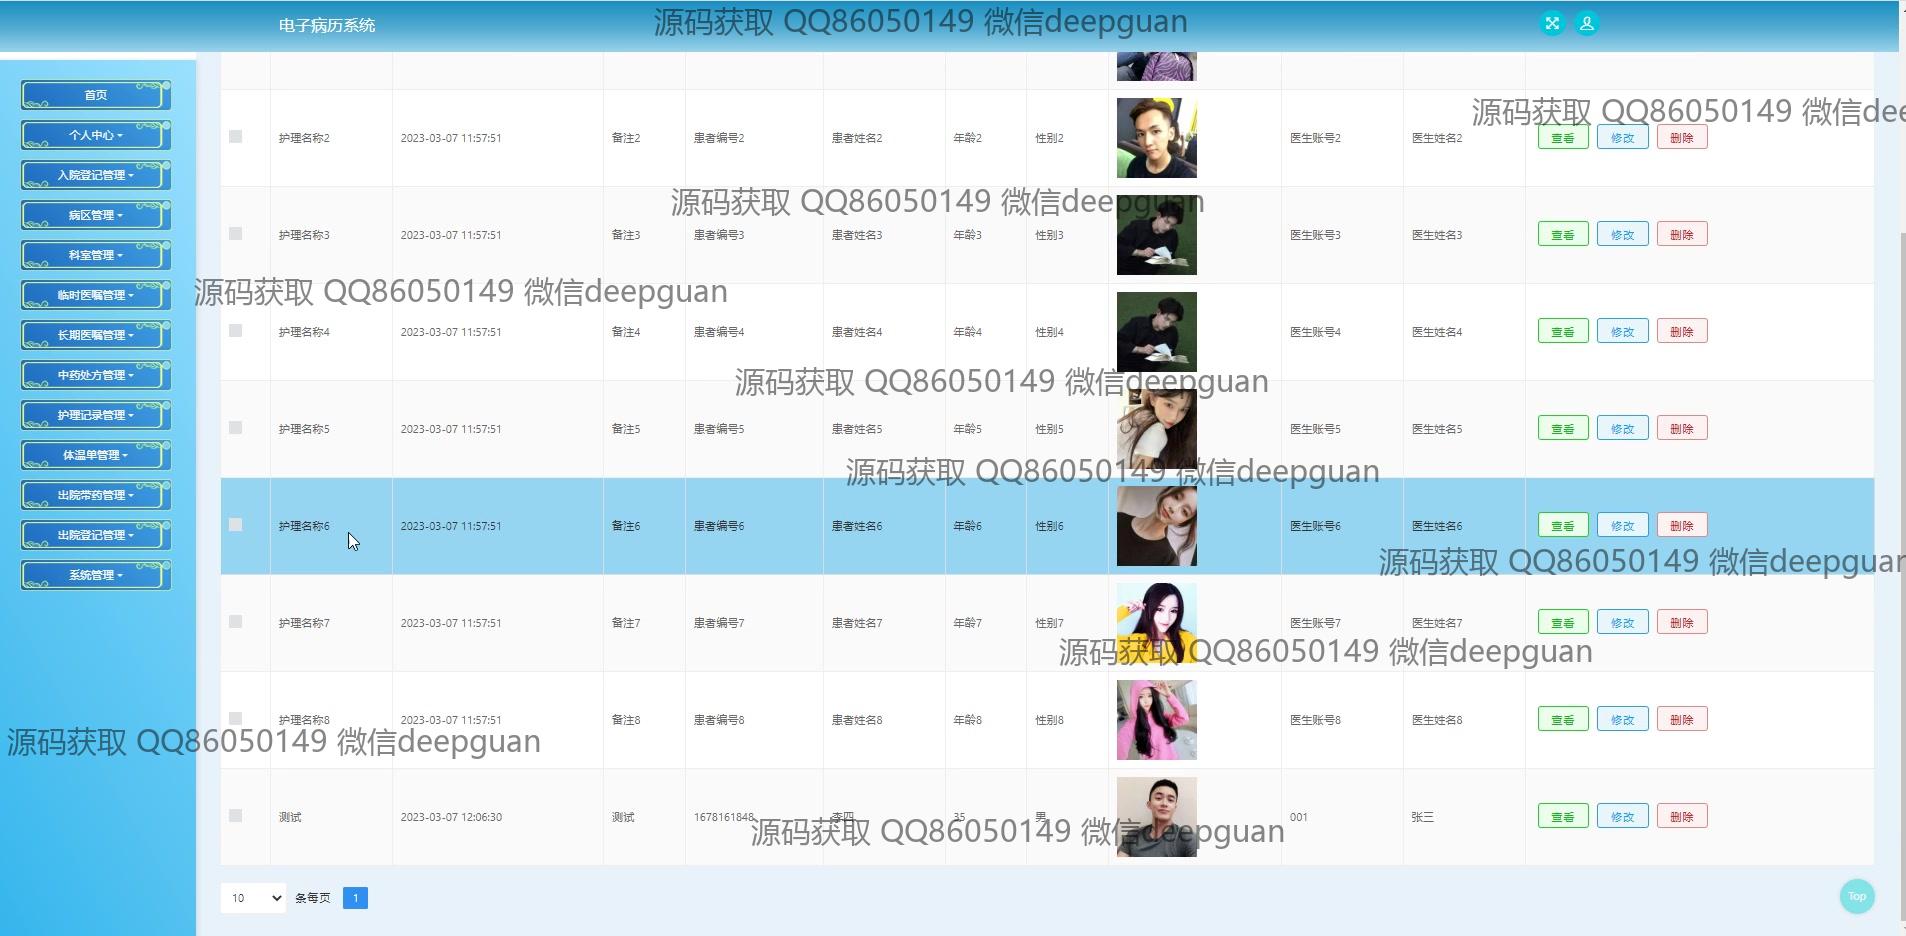 电子病历系统
源码获取 QQ86050149 微信deepguan
首页
个人中心
入院登记管理
病区管理
科室管理
临时医嘱管理
长期医嘱管理
中药处方管理
护理记录管理
体温单管理
出院带药管理
出院登记管理
系统管理
源码获取 QQ86050149 微信dee
护理名称2 2023-03-07 11:57:51 备注2 患者编号2 患者姓名2 年龄2 性别2 医生账号2 医生姓名2 查看 修改 删除
源码获取 QQ86050149 微信deepguan
护理名称3 2023-03-07 11:57:51 备注3 患者编号3 患者姓名3 年龄3 性别3 医生账号3 医生姓名3 查看 修改 删除
源码获取 QQ86050149 微信deepguan
护理名称4 2023-03-07 11:57:51 备注4 患者编号4 患者姓名4 年龄4 性别4 医生账号4 医生姓名4 查看 修改 删除
源码获取 QQ86050149 微信deepguan
护理名称5 2023-03-07 11:57:51 备注5 患者编号5 患者姓名5 年龄5 性别5 医生账号5 医生姓名5 查看 修改 删除
源码获取 QQ86050149 微信deepguan
护理名称6 2023-03-07 11:57:51 备注6 患者编号6 患者姓名6 年龄6 性别6 医生账号6 医生姓名6 查看 修改 删除
源码获取 QQ86050149 微信deepguan
护理名称7 2023-03-07 11:57:51 备注7 患者编号7 患者姓名7 年龄7 性别7 医生账号7 医生姓名7 查看 修改 删除
源码获取 QQ86050149 微信deepguan
护理名称8 2023-03-07 11:57:51 备注8 患者编号8 患者姓名8 年龄8 性别8 医生账号8 医生姓名8 查看 修改 删除
源码获取 QQ86050149 微信deepguan
测试 2023-03-07 12:06:30 测试 1678161848 李四 35 男 001 张三 查看 修改 删除
源码获取 QQ86050149 微信deepguan
10 条每页 1
Top